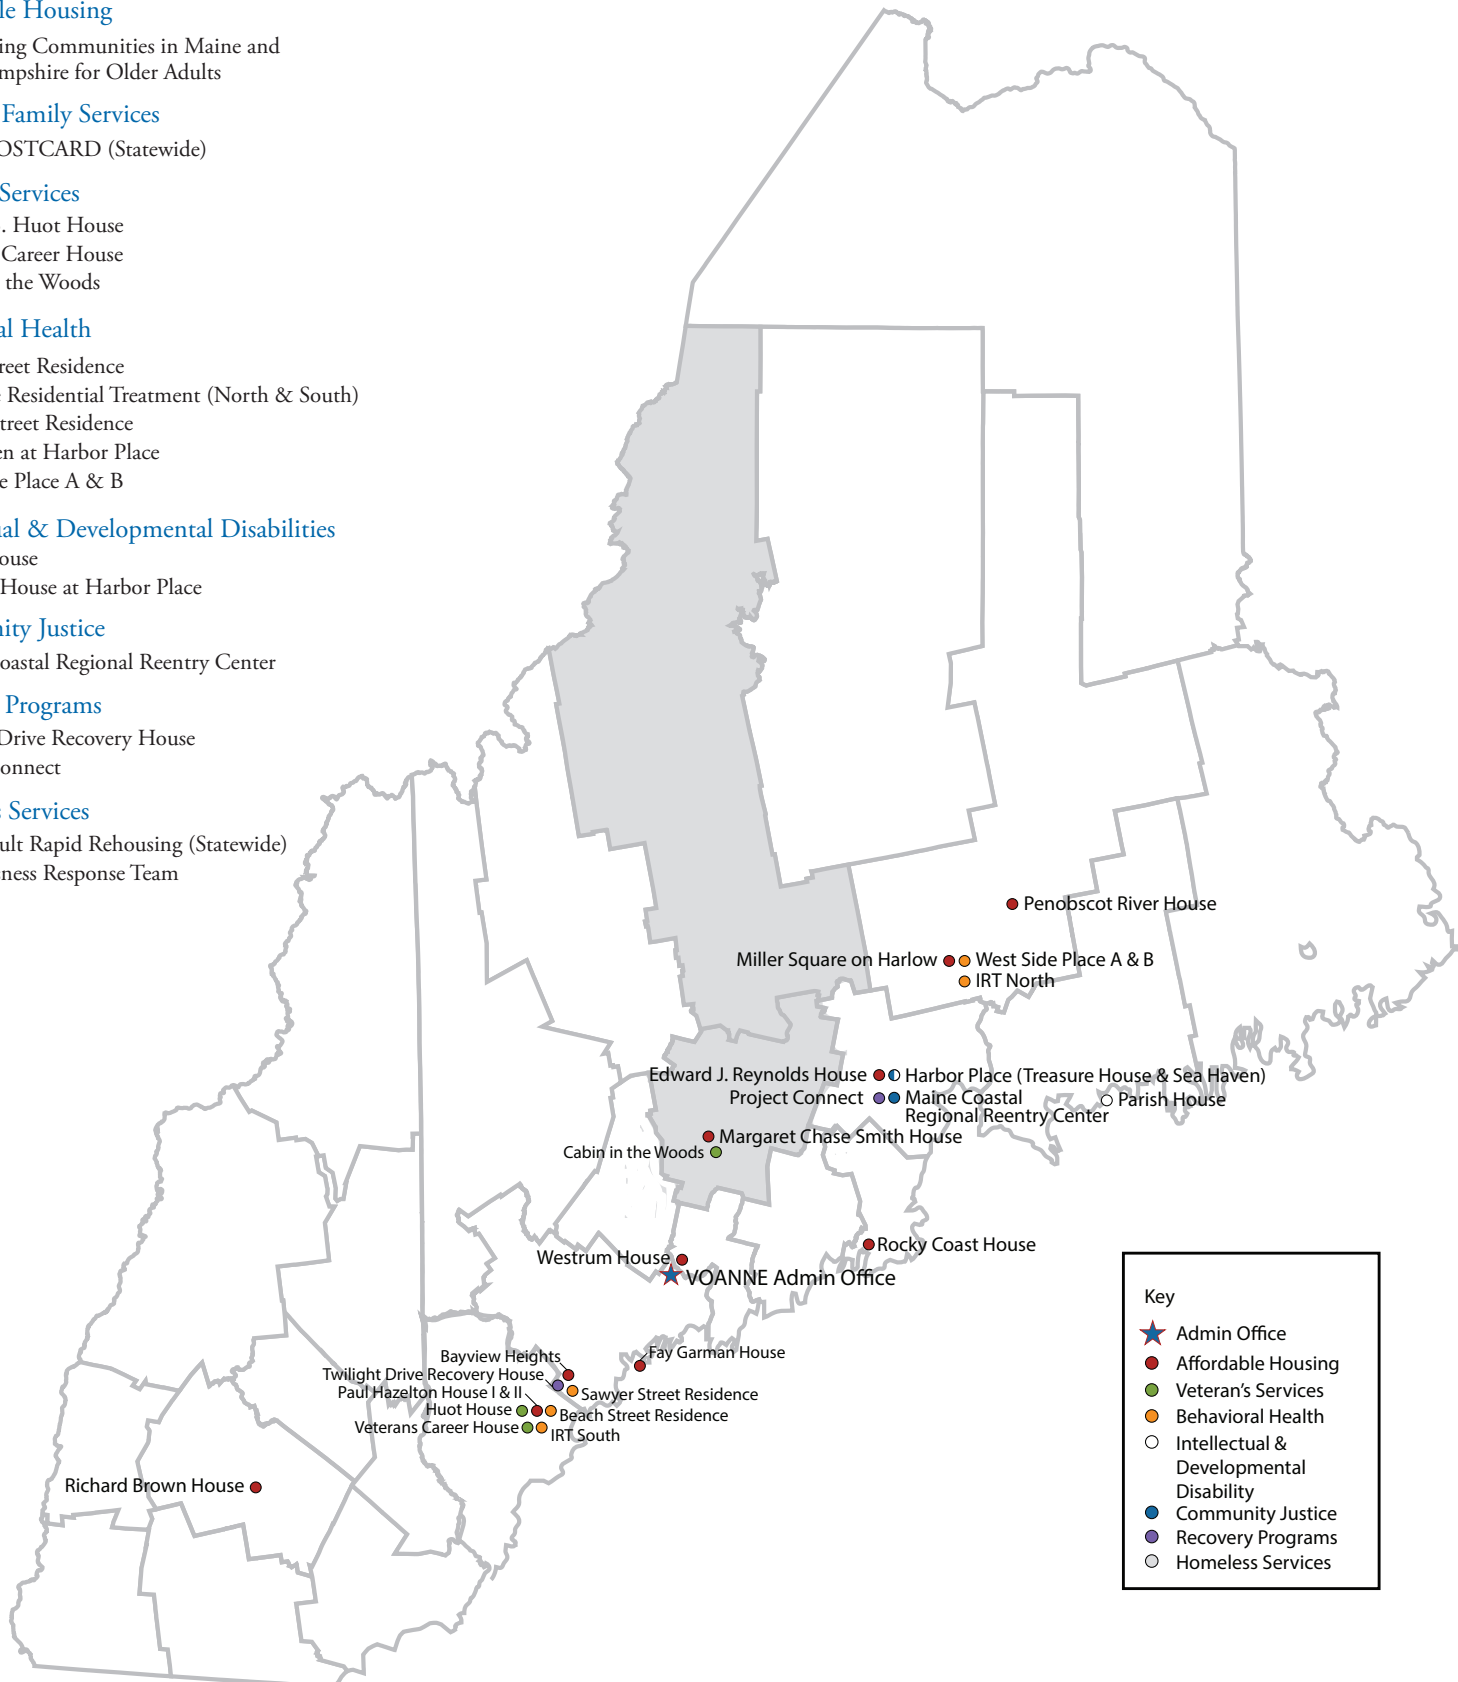 le Housing
ing Communities in Maine and
mpshire for Older Adults
Family Services
OSTCARD (Statewide)
Services
. Huot House
Career House
the Woods
al Health
reet Residence
e Residential Treatment (North & South)
treet Residence
en at Harbor Place
e Place A & B
ual & Developmental Disabilities
ouse
House at Harbor Place
nity Justice
oastal Regional Reentry Center
Programs
Drive Recovery House
onnect
s Services
ult Rapid Rehousing (Statewide)
ness Response Team
Penobscot River House
Miller Square on Harlow
West Side Place A & B
IRT North
Edward J. Reynolds House
Harbor Place (Treasure House & Sea Haven)
Project Connect
Maine Coastal
Regional Reentry Center
Parish House
Margaret Chase Smith House
Cabin in the Woods
Rocky Coast House
Westrum House
VOANNE Admin Office
Fay Garman House
Bayview Heights
Twilight Drive Recovery House
Paul Hazelton House I & II
Sawyer Street Residence
Huot House
Beach Street Residence
Veterans Career House
IRT South
Richard Brown House
Key
Admin Office
Affordable Housing
Veteran's Services
Behavioral Health
Intellectual &
Developmental
Disability
Community Justice
Recovery Programs
Homeless Services